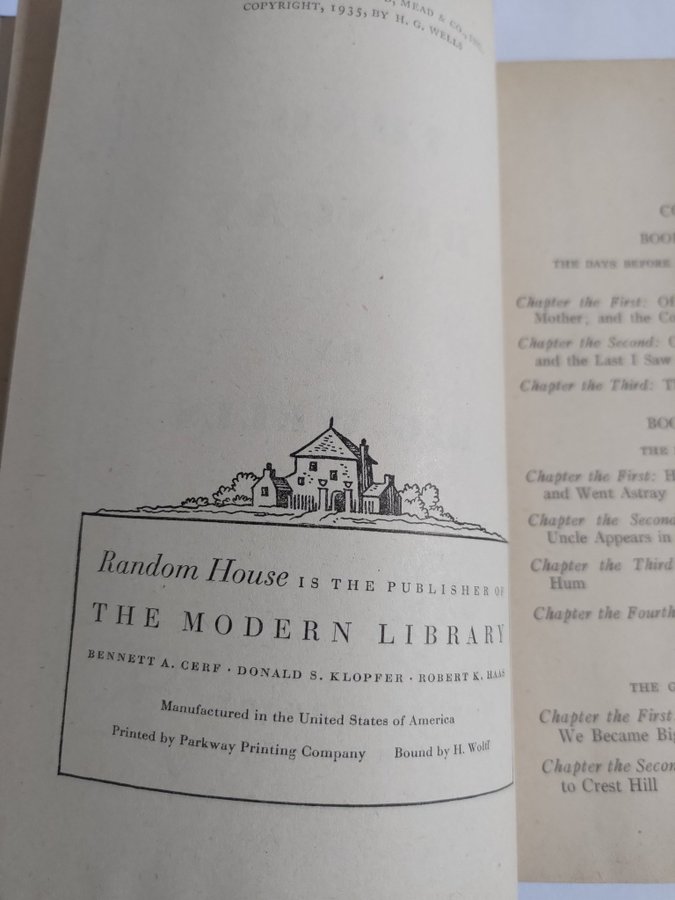 MEAD & CO., INC.
COPYRIGHT, 1935, BY H. G. WELLS
Random House IS THE PUBLISHER OF
THE MODERN LIBRARY
BENNETT A. CERF · DONALD S. KLOPFER · ROBERT K. HAAS
Manufactured in the United States of America
Printed by Parkway Printing Company Bound by H. Wolff
THE DAYS BEFORE
Chapter the First:
Mother; and the
Chapter the Second:
and the Last I Saw
Chapter the Third:
THE
Chapter the First:
and Went Astray
Chapter the Second
Uncle Appears in
Chapter the Third
Hum
Chapter the Fourth
THE
Chapter the First
We Became
Chapter the
to Crest Hill